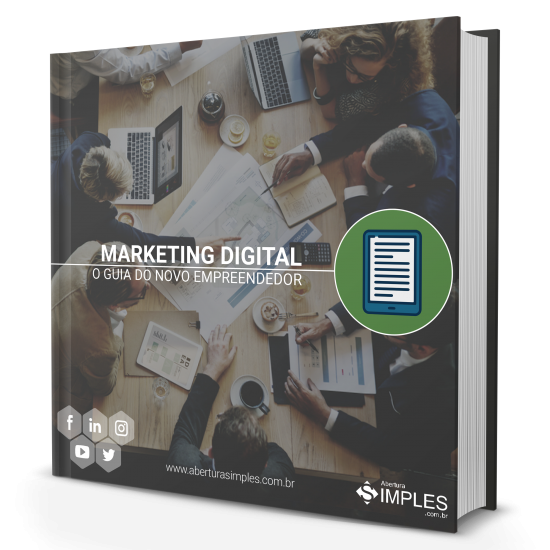 MARKETING DIGITAL
O GUIA DO NOVO EMPREENDEDOR
www.aberturasimples.com.br
Abertura
SIMPLES
.com.br